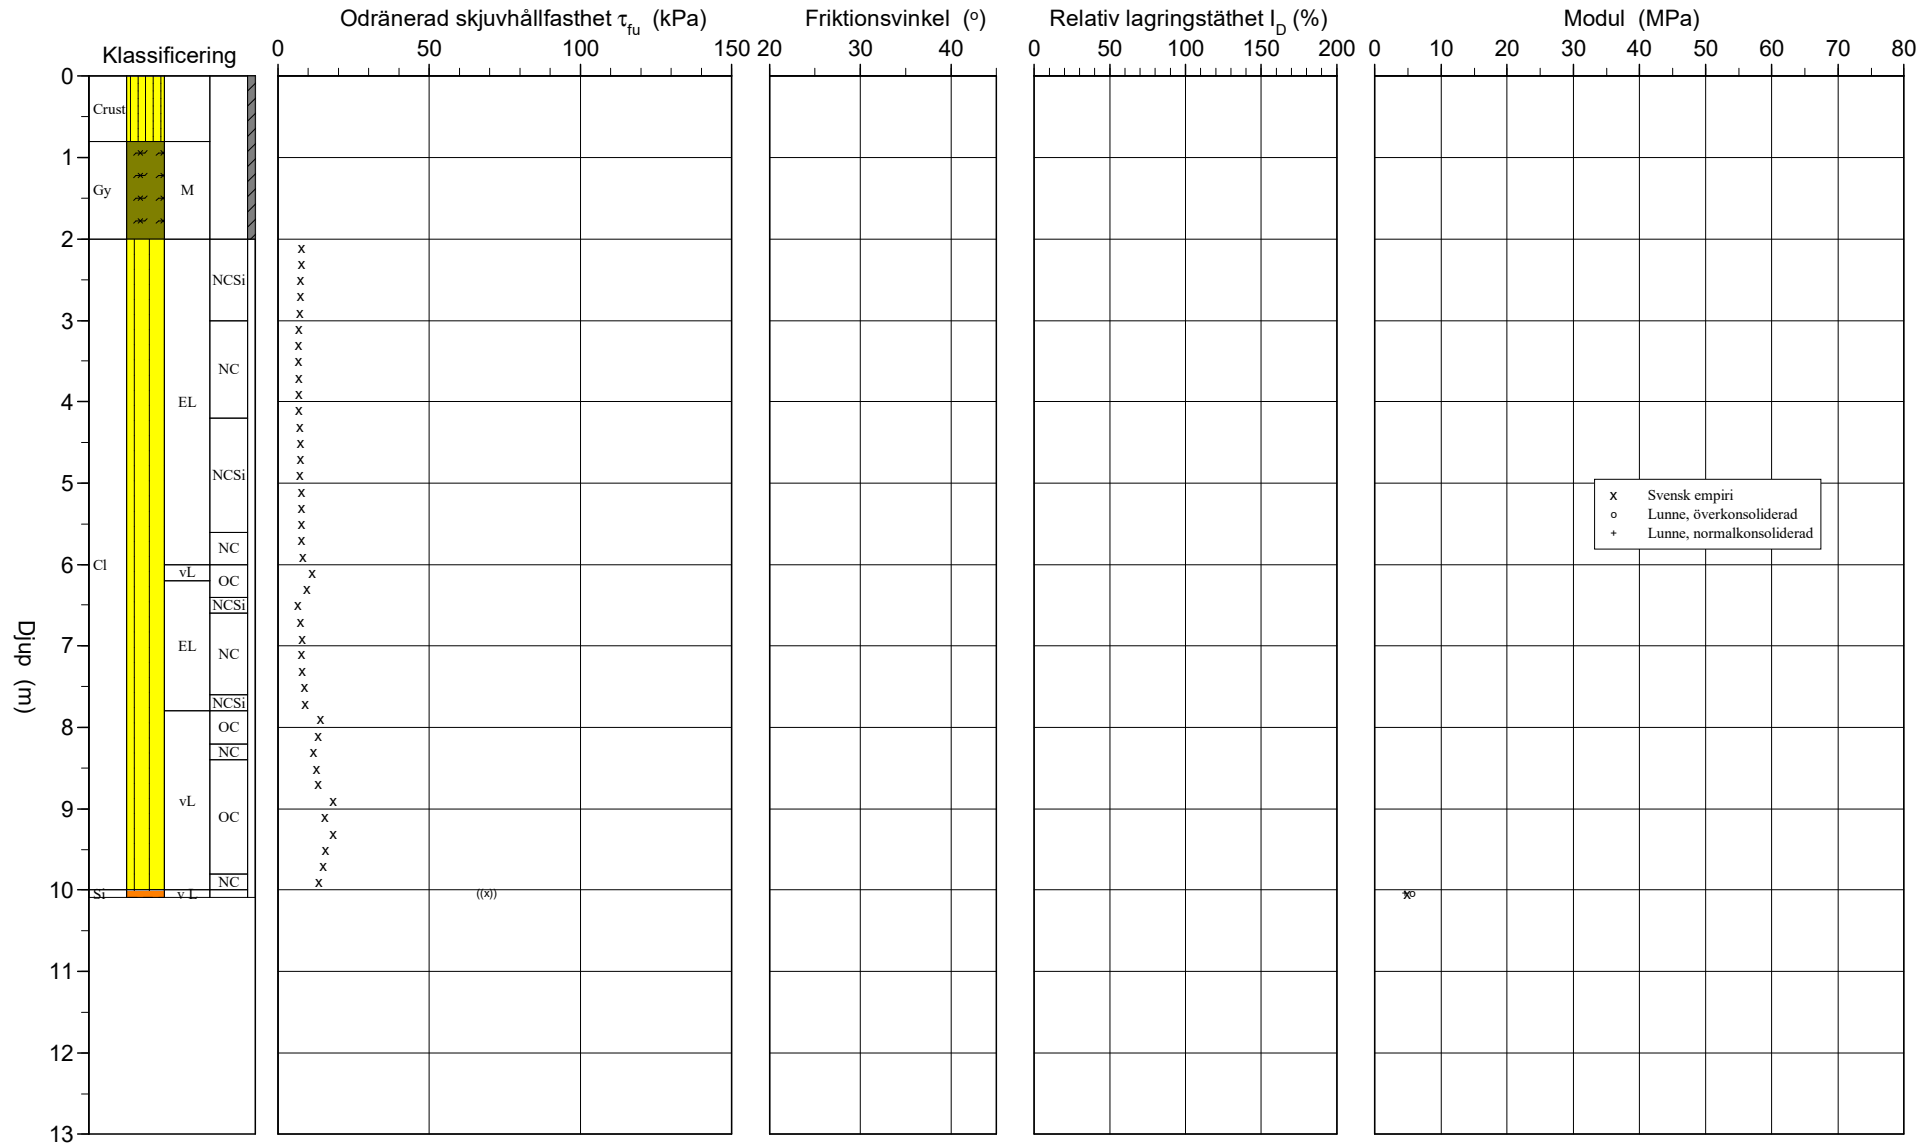 Odränerad skjuvhållfasthet τfu (kPa)
Friktionsvinkel (o)
Relativ lagringstäthet ID (%)
Modul (MPa)
Klassificering
0 50 100 150
20 30 40
0 50 100 150 200
0 10 20 30 40 50 60 70 80
Djup (m)
0
1
2
3
4
5
6
7
8
9
10
11
12
13
Crust
Gy
M
Cl
Si
EL
vL
EL
vL
v L
NCSi
NC
NCSi
NC
OC
NCSi
NC
NCSi
OC
NC
OC
NC
((x))
x Svensk empiri
o Lunne, överkonsoliderad
+ Lunne, normalkonsoliderad